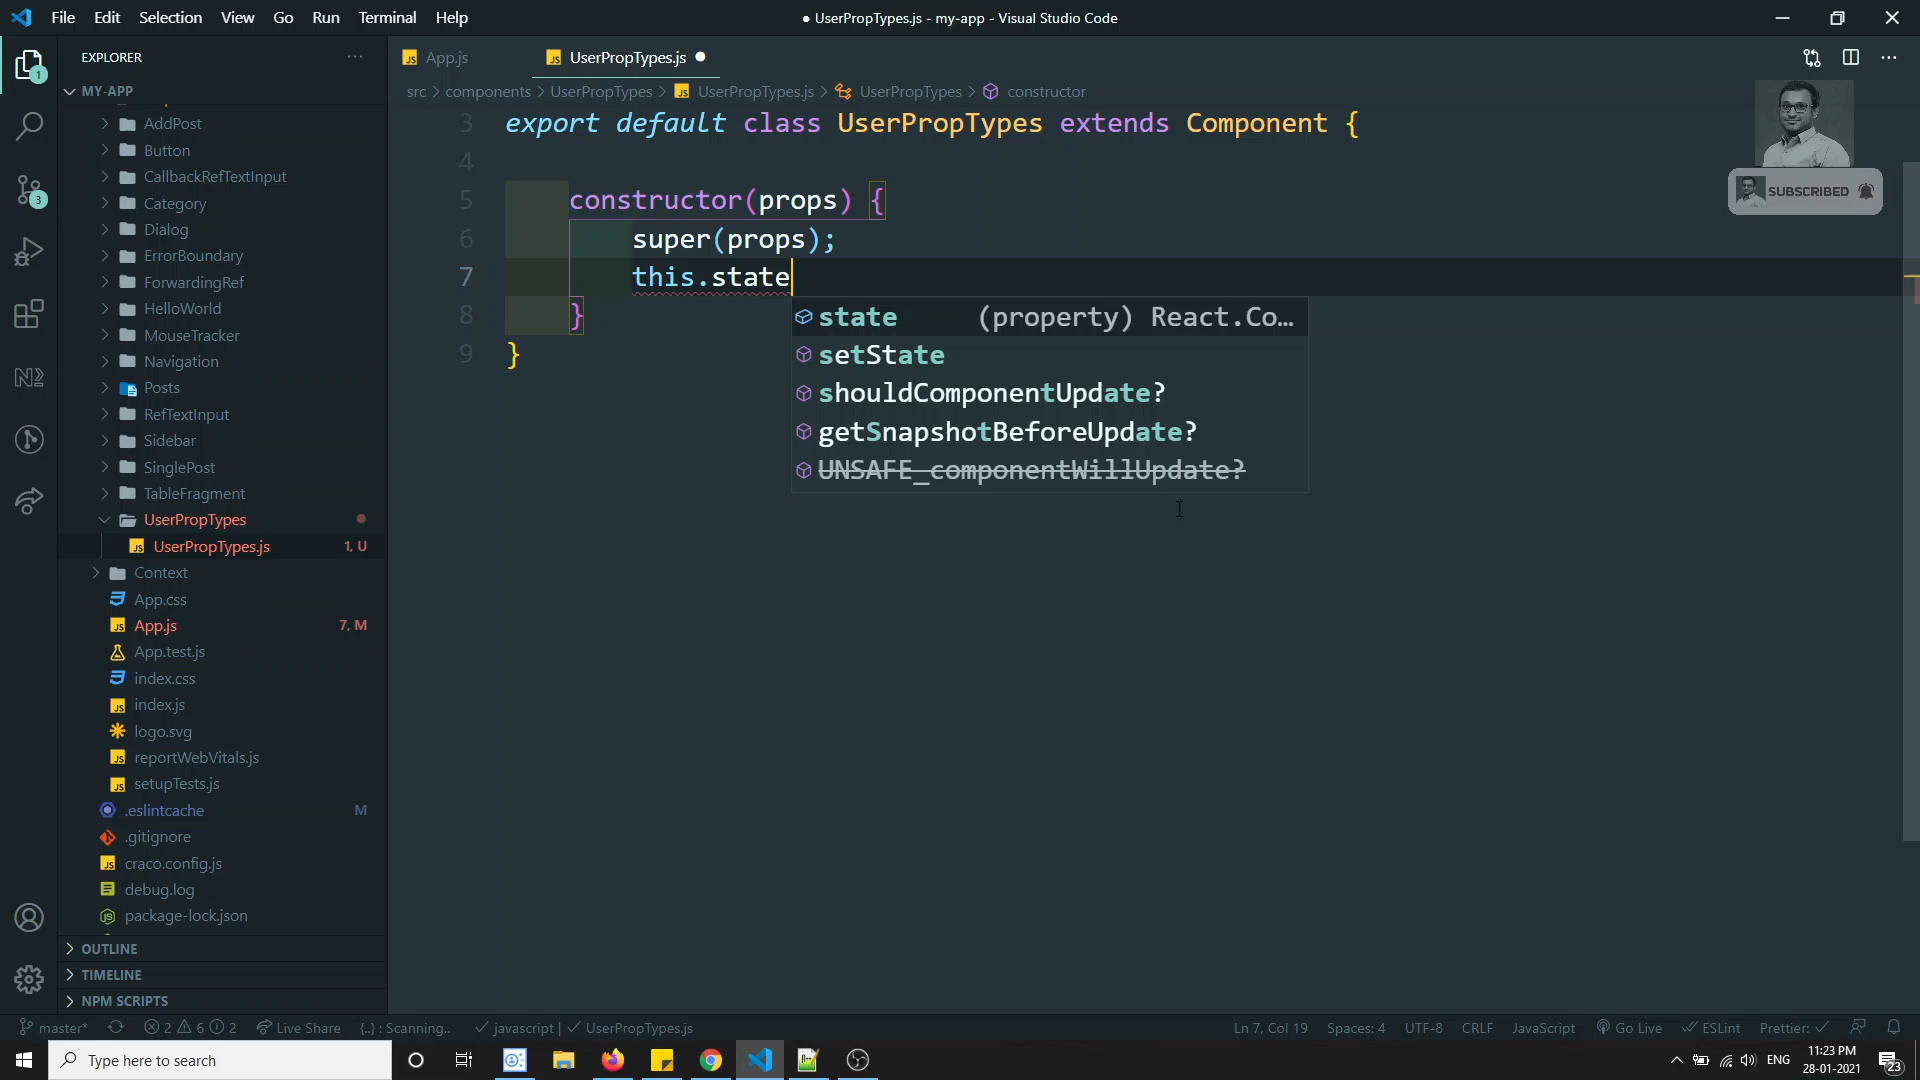 File Edit Selection View Go Run Terminal Help
● UserPropTypes.js - my-app - Visual Studio Code
EXPLORER
MY-APP
AddPost
Button
CallbackRefTextInput
Category
Dialog
ErrorBoundary
ForwardingRef
HelloWorld
MouseTracker
Navigation
Posts
RefTextInput
Sidebar
SinglePost
TableFragment
UserPropTypes
UserPropTypes.js 1, U
Context
App.css
App.js 7, M
App.test.js
index.css
index.js
logo.svg
reportWebVitals.js
setupTests.js
.eslintcache M
.gitignore
craco.config.js
debug.log
package-lock.json
OUTLINE
TIMELINE
NPM SCRIPTS
1
3
App.js UserPropTypes.js ●
src > components > UserPropTypes > UserPropTypes.js > UserPropTypes > constructor
3 export default class UserPropTypes extends Component {
4
5 constructor(props) {
6 super(props);
7 this.state
8 }
9 }
state (property) React.Co…
setState
shouldComponentUpdate?
getSnapshotBeforeUpdate?
UNSAFE_componentWillUpdate?
SUBSCRIBED
master* 2 6 2 Live Share {..} : Scanning.. javascript | UserPropTypes.js
Ln 7, Col 19 Spaces: 4 UTF-8 CRLF JavaScript Go Live ESLint Prettier:
Type here to search
ENG
11:23 PM
28-01-2021
23